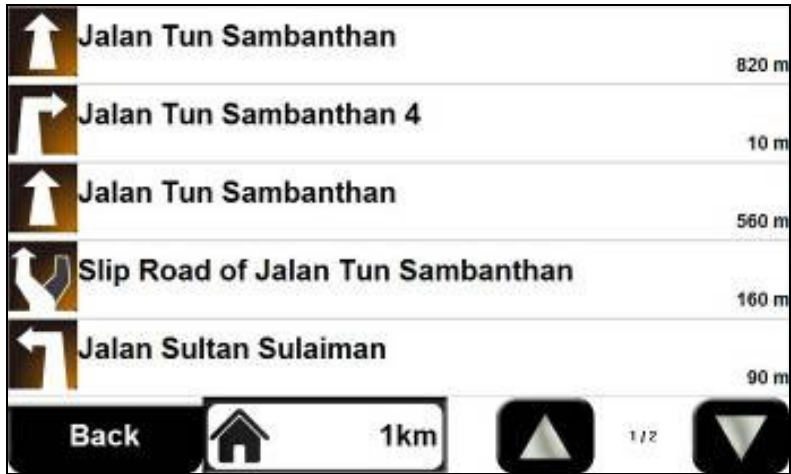 Jalan Tun Sambanthan
820 m
Jalan Tun Sambanthan 4
10 m
Jalan Tun Sambanthan
560 m
Slip Road of Jalan Tun Sambanthan
160 m
Jalan Sultan Sulaiman
90 m
Back 1km 1/2